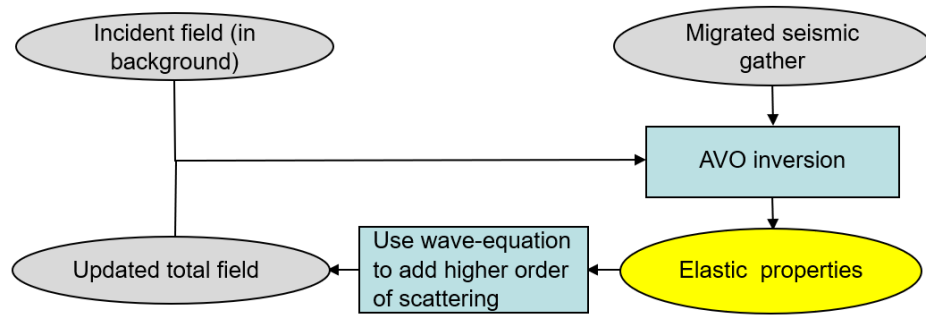 Incident field (in
background)
Migrated seismic
gather
AVO inversion
Updated total field
Use wave-equation
to add higher order
of scattering
Elastic properties